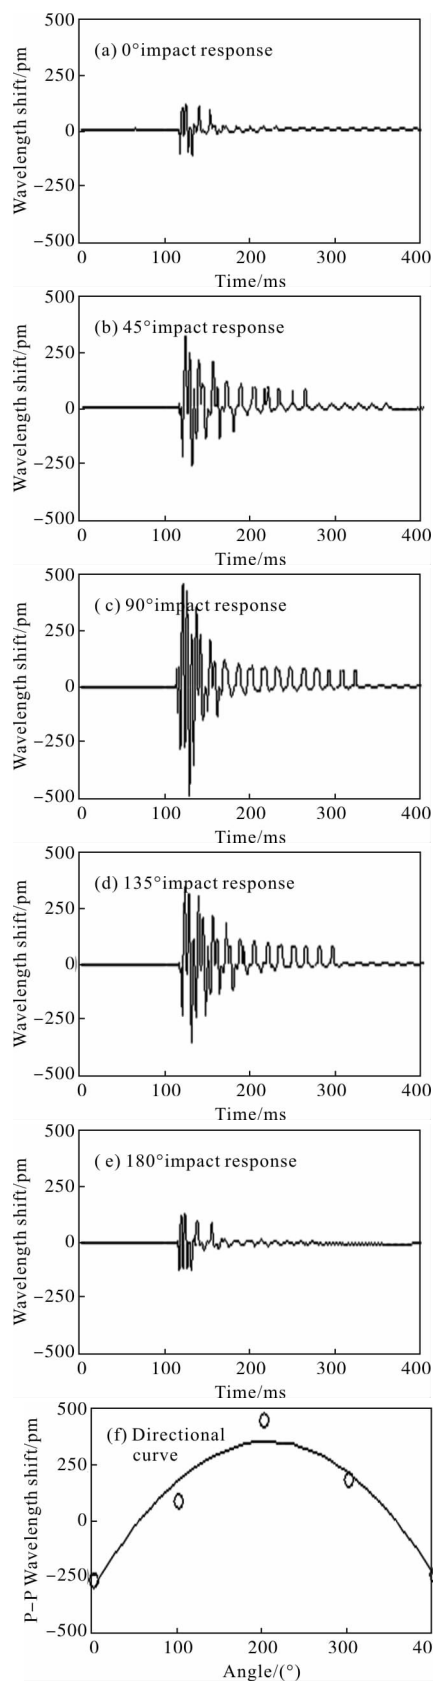 500
(a) 0°impact response
250
0
−250
−500
0 100 200 300 400
Wavelength shift/pm
Time/ms
500
(b) 45°impact response
250
0
−250
−500
0 100 200 300 400
Wavelength shift/pm
Time/ms
500
( c) 90°impact response
250
0
−250
−500
0 100 200 300 400
Wavelength shift/pm
Time/ms
500
(d) 135°impact response
250
0
−250
−500
0 100 200 300 400
Wavelength shift/pm
Time/ms
500
( e) 180°impact response
250
0
−250
−500
0 100 200 300 400
Wavelength shift/pm
Time/ms
500
(f) Directional
curve
250
0
−250
−500
0 100 200 300 400
P−P Wavelength shift/pm
Angle/(°)